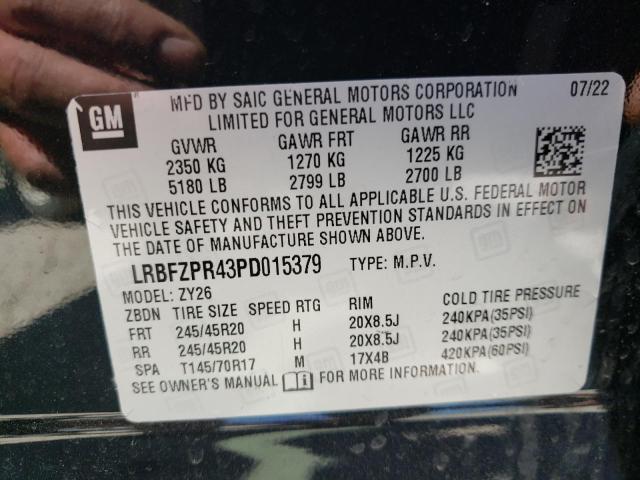 GM
MFD BY SAIC GENERAL MOTORS CORPORATION 07/22
LIMITED FOR GENERAL MOTORS LLC
GVWR GAWR FRT GAWR RR
2350 KG 1270 KG 1225 KG
5180 LB 2799 LB 2700 LB
THIS VEHICLE CONFORMS TO ALL APPLICABLE U.S. FEDERAL MOTOR
VEHICLE SAFETY AND THEFT PREVENTION STANDARDS IN EFFECT ON
THE DATE OF MANUFACTURE SHOWN ABOVE.
LRBFZPR43PD015379 TYPE: M.P.V.
MODEL: ZY26
ZBDN TIRE SIZE SPEED RTG RIM COLD TIRE PRESSURE
FRT 245/45R20 H 20X8.5J 240KPA(35PSI)
RR 245/45R20 H 20X8.5J 240KPA(35PSI)
SPA T145/70R17 M 17X4B 420KPA(60PSI)
SEE OWNER'S MANUAL FOR MORE INFORMATION.